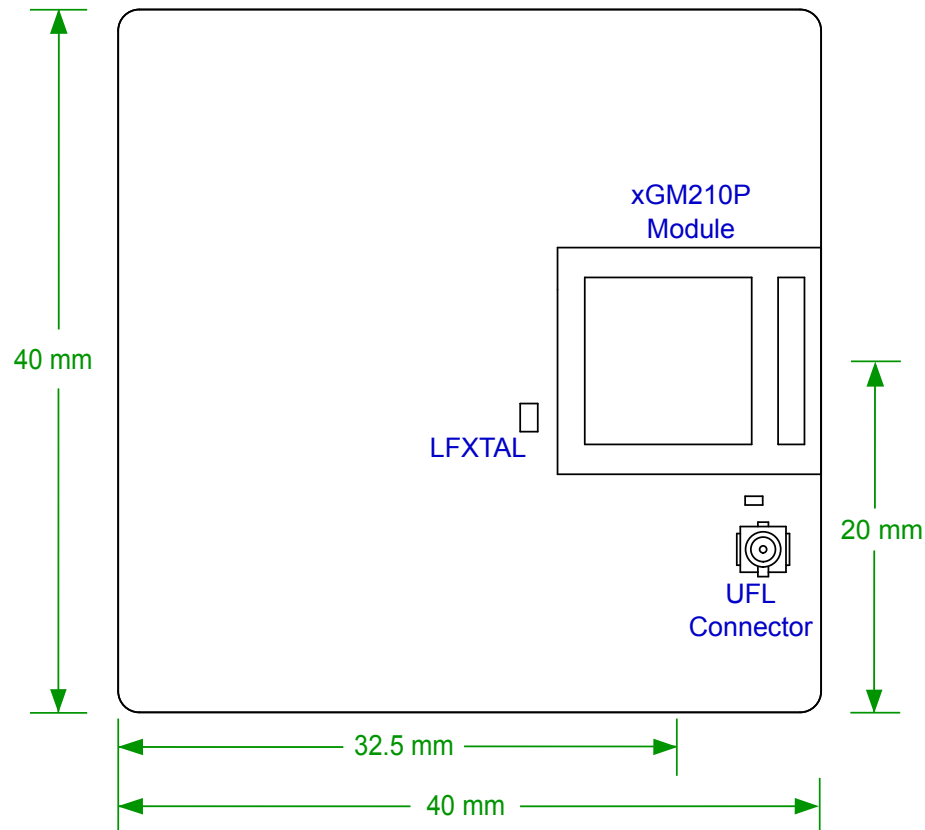 xGM210P
Module
40 mm
LFXTAL
20 mm
UFL
Connector
32.5 mm
40 mm